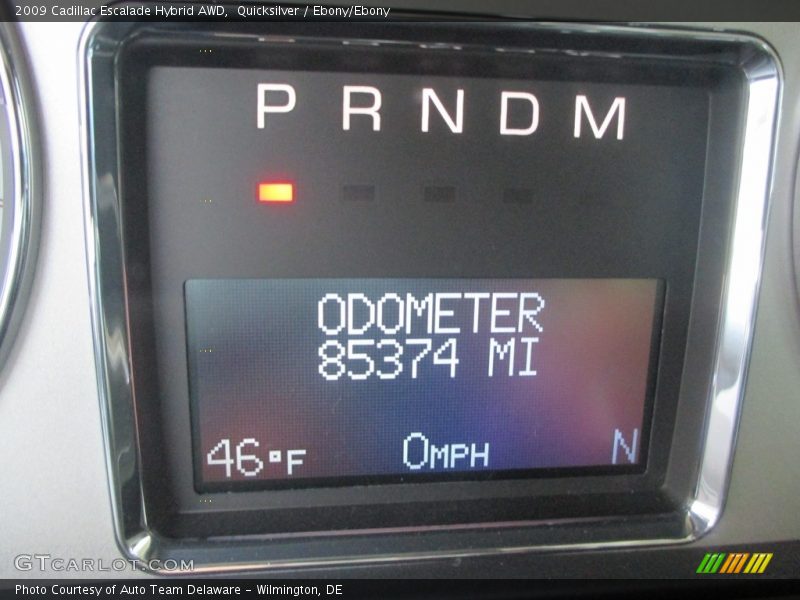 2009 Cadillac Escalade Hybrid AWD,  Quicksilver / Ebony/Ebony
P R N D M
ODOMETER
85374 MI
46°F 0MPH N
GTcarlot.com
Photo Courtesy of Auto Team Delaware - Wilmington, DE